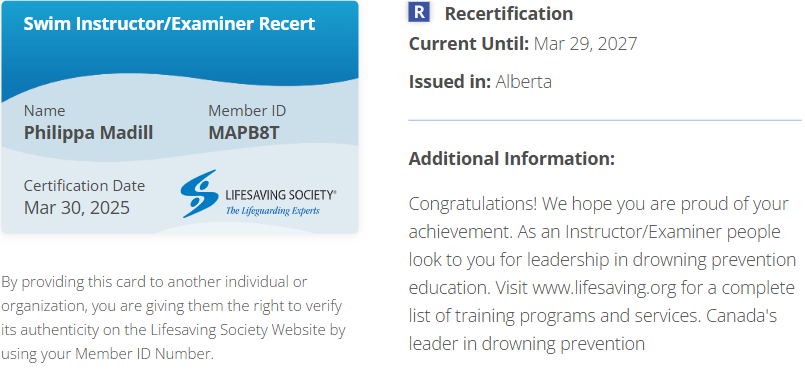 Swim Instructor/Examiner Recert
Name
Philippa Madill
Member ID
MAPB8T
Certification Date
Mar 30, 2025
LIFESAVING SOCIETY®
The Lifeguarding Experts
By providing this card to another individual or
organization, you are giving them the right to verify
its authenticity on the Lifesaving Society Website by
using your Member ID Number.
R Recertification
Current Until: Mar 29, 2027
Issued in: Alberta
Additional Information:
Congratulations! We hope you are proud of your
achievement. As an Instructor/Examiner people
look to you for leadership in drowning prevention
education. Visit www.lifesaving.org for a complete
list of training programs and services. Canada's
leader in drowning prevention